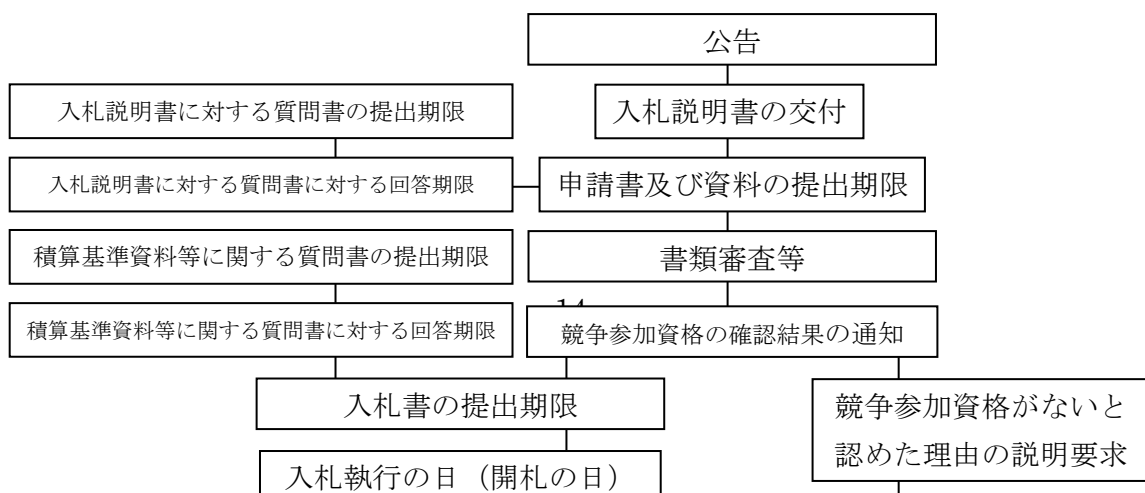 公告
入札説明書に対する質問書の提出期限
入札説明書の交付
入札説明書に対する質問書に対する回答期限
申請書及び資料の提出期限
積算基準資料等に関する質問書の提出期限
書類審査等
14
積算基準資料等に関する質問書に対する回答期限
競争参加資格の確認結果の通知
入札書の提出期限
競争参加資格がないと
認めた理由の説明要求
入札執行の日（開札の日）